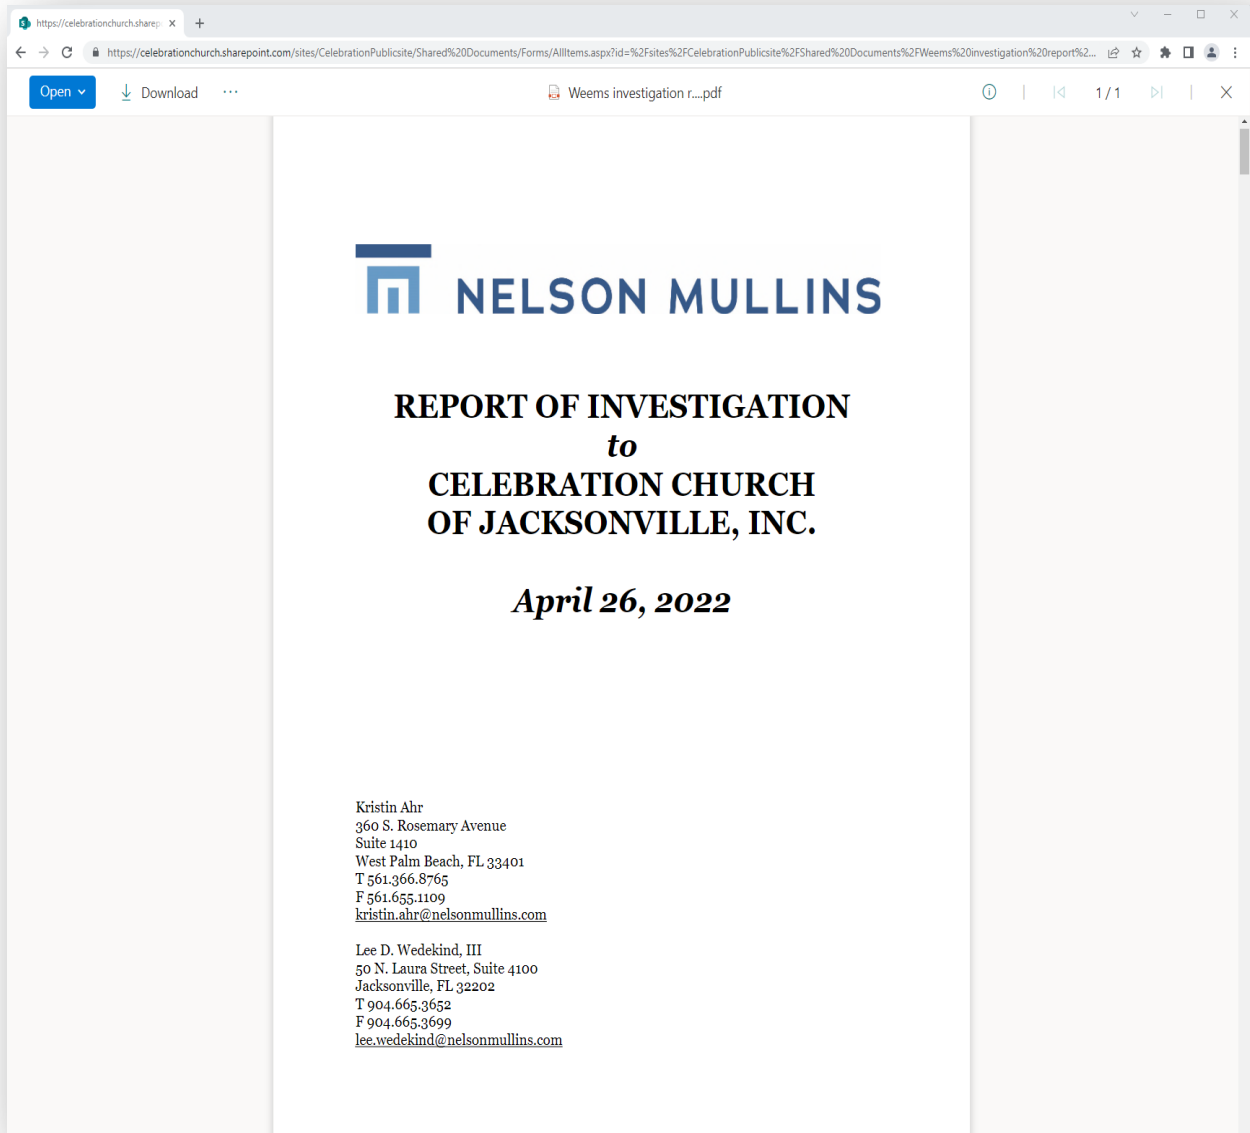 https://celebrationchurch.sharep
https://celebrationchurch.sharepoint.com/sites/CelebrationPublicsite/Shared%20Documents/Forms/AllItems.aspx?id=%2Fsites%2FCelebrationPublicsite%2FShared%20Documents%2FWeems%20investigation%20report%2...
Open
Download
...
Weems investigation r....pdf
1 / 1
NELSON MULLINS
REPORT OF INVESTIGATION
to
CELEBRATION CHURCH
OF JACKSONVILLE, INC.
April 26, 2022
Kristin Ahr
360 S. Rosemary Avenue
Suite 1410
West Palm Beach, FL 33401
T 561.366.8765
F 561.655.1109
kristin.ahr@nelsonmullins.com
Lee D. Wedekind, III
50 N. Laura Street, Suite 4100
Jacksonville, FL 32202
T 904.665.3652
F 904.665.3699
lee.wedekind@nelsonmullins.com